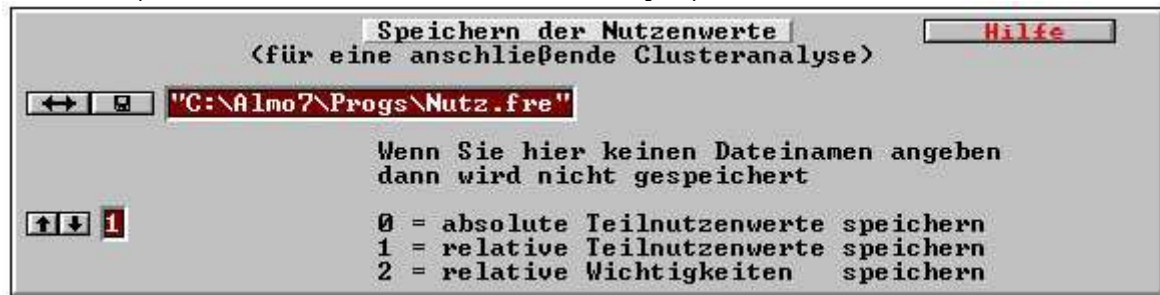 Speichern der Nutzenwerte
Hilfe
(für eine anschließende Clusteranalyse)
"C:\Almo7\Progs\Nutz.fre"
Wenn Sie hier keinen Dateinamen angeben
dann wird nicht gespeichert
1
0 = absolute Teilnutzenwerte speichern
1 = relative Teilnutzenwerte speichern
2 = relative Wichtigkeiten speichern